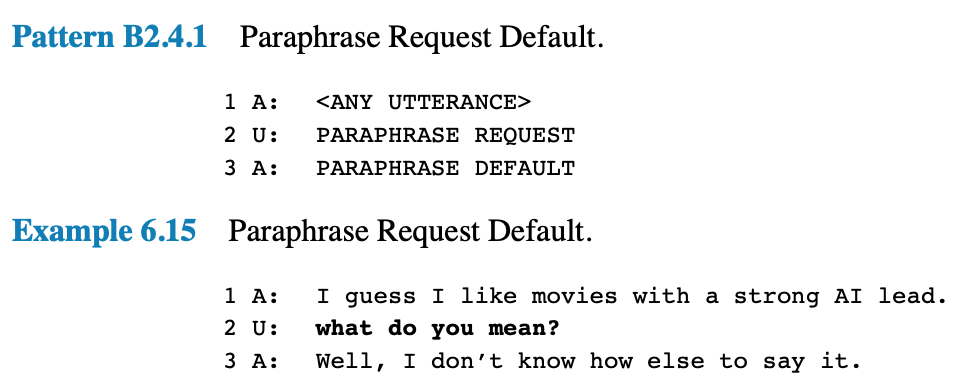 Pattern B2.4.1 Paraphrase Request Default.
1 A: <ANY UTTERANCE>
2 U: PARAPHRASE REQUEST
3 A: PARAPHRASE DEFAULT
Example 6.15 Paraphrase Request Default.
1 A: I guess I like movies with a strong AI lead.
2 U: what do you mean?
3 A: Well, I don’t know how else to say it.